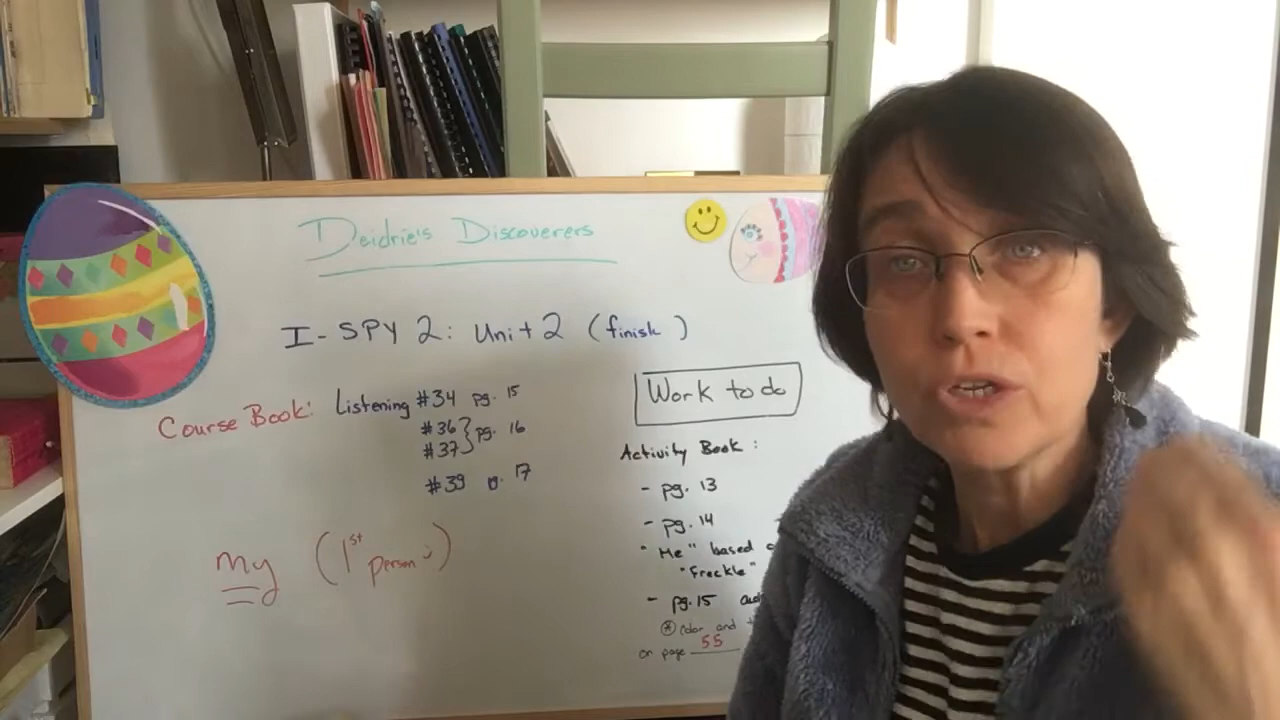 Deidrie's Discoverers
I-SPY 2: Unit 2 (finish)
Course Book: Listening #34 pg. 15
#36 } pg. 16
#37
#39 pg. 17
my (1st person)
Work to do
Activity Book:
- pg. 13
- pg. 14
"Me" based
"Freckle"
- pg. 15
* Color and
on page 55